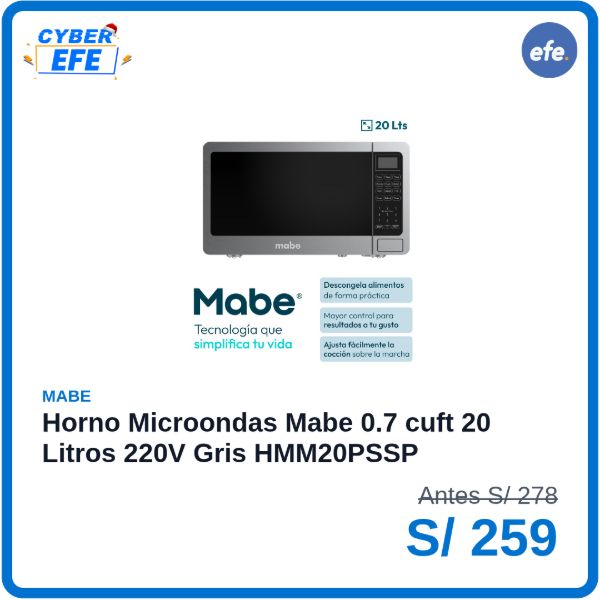 CYBER
EFE
efe.
20 Lts
mabe
Mabe®
Tecnología que
simplifica tu vida
Descongela alimentos
de forma práctica
Mayor control para
resultados a tu gusto
Ajusta fácilmente la
cocción sobre la marcha
MABE
Horno Microondas Mabe 0.7 cuft 20
Litros 220V Gris HMM20PSSP
Antes S/ 278
S/ 259